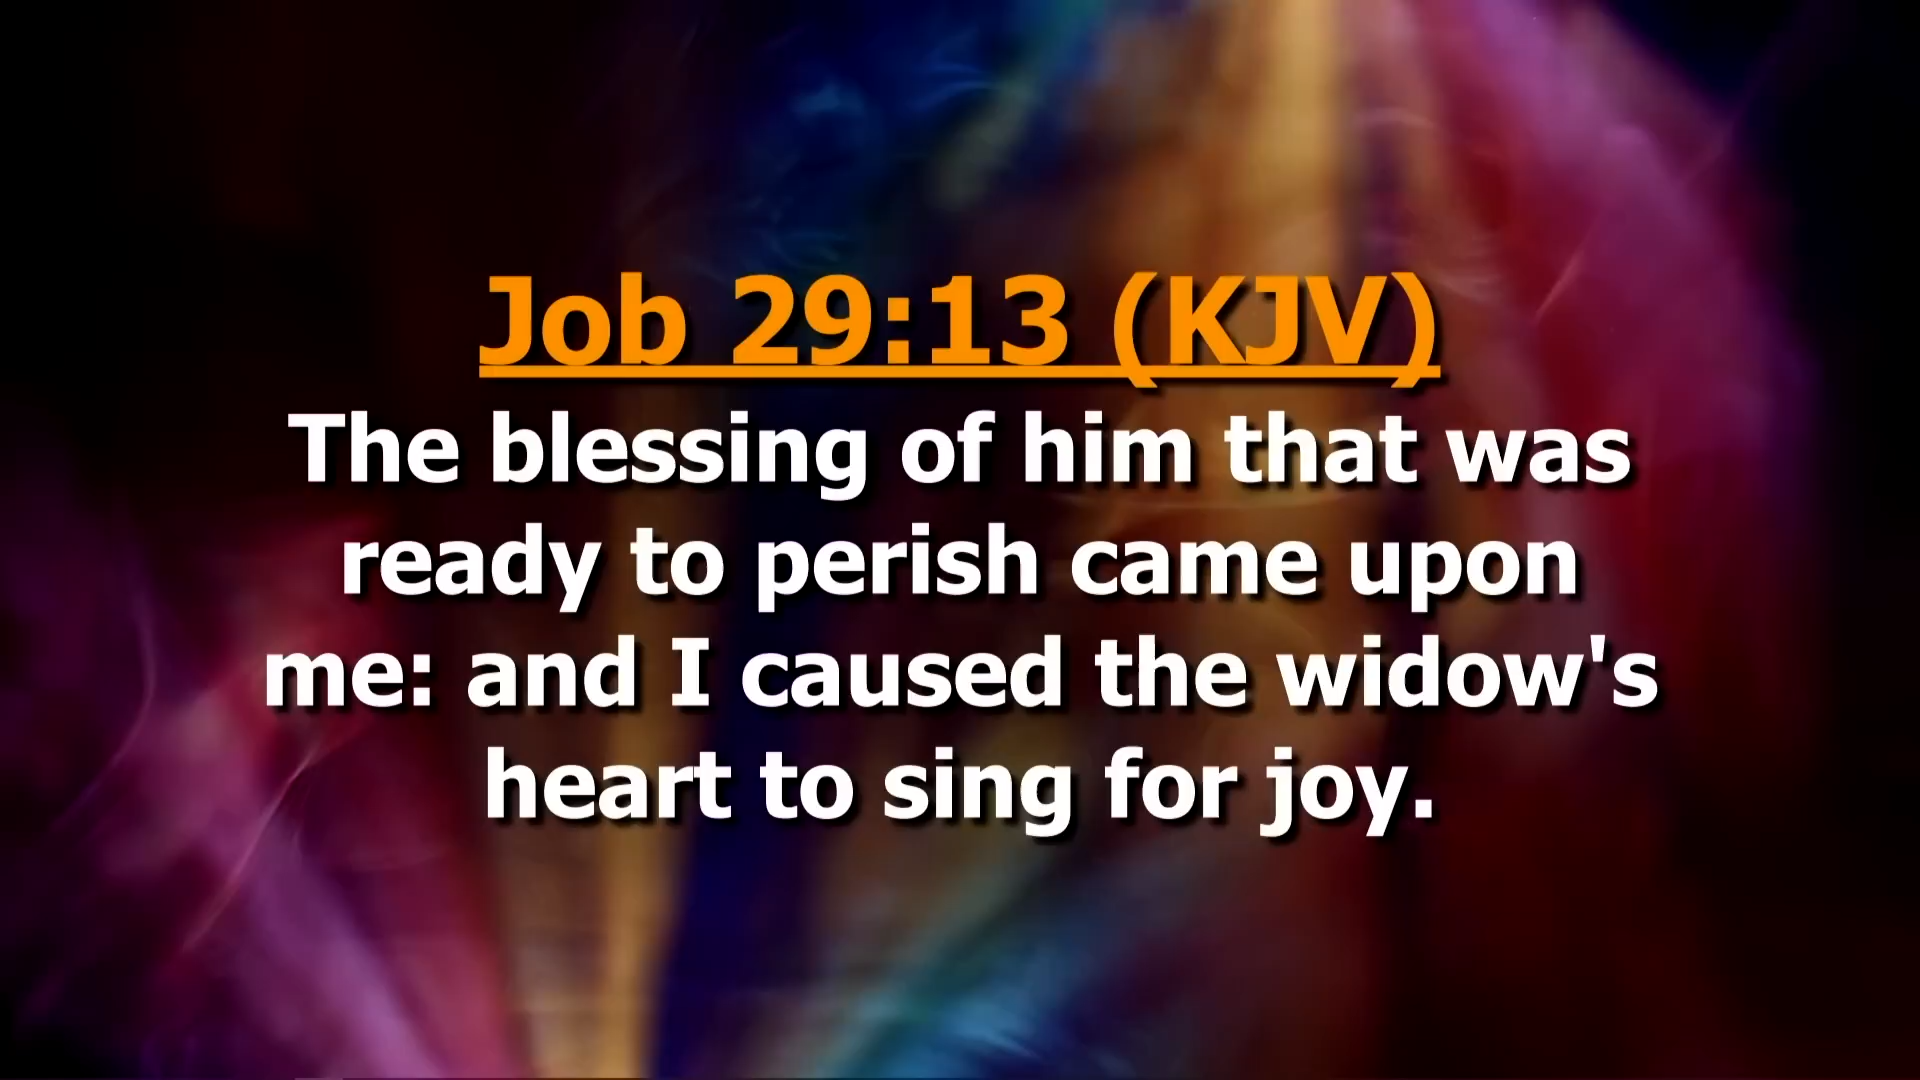 Job 29:13 (KJV)
The blessing of him that was
ready to perish came upon
me: and I caused the widow's
heart to sing for joy.